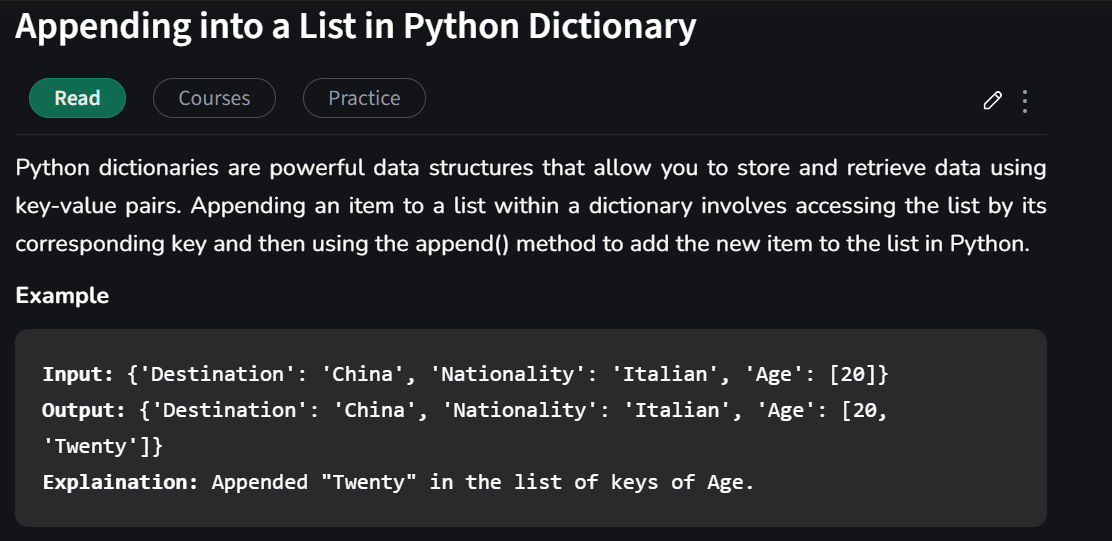 Appending into a List in Python Dictionary
Read
Courses
Practice
Python dictionaries are powerful data structures that allow you to store and retrieve data using
key-value pairs. Appending an item to a list within a dictionary involves accessing the list by its
corresponding key and then using the append() method to add the new item to the list in Python.
Example
Input: {'Destination': 'China', 'Nationality': 'Italian', 'Age': [20]}
Output: {'Destination': 'China', 'Nationality': 'Italian', 'Age': [20,
'Twenty']}
Explaination: Appended "Twenty" in the list of keys of Age.